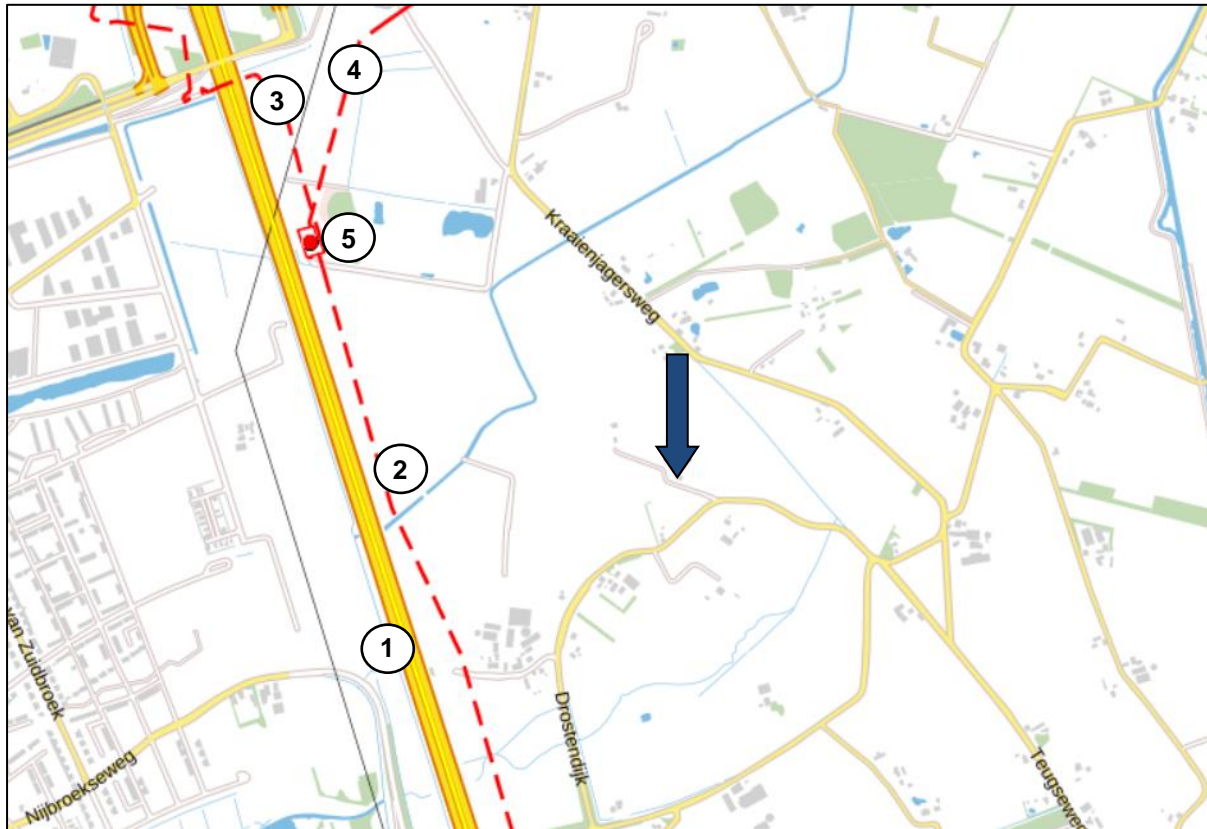 4
3
5
Kraaienjagersweg
2
1
van Zuidbroek
Drostendijk
Nijbroekseweg
Teugseweg